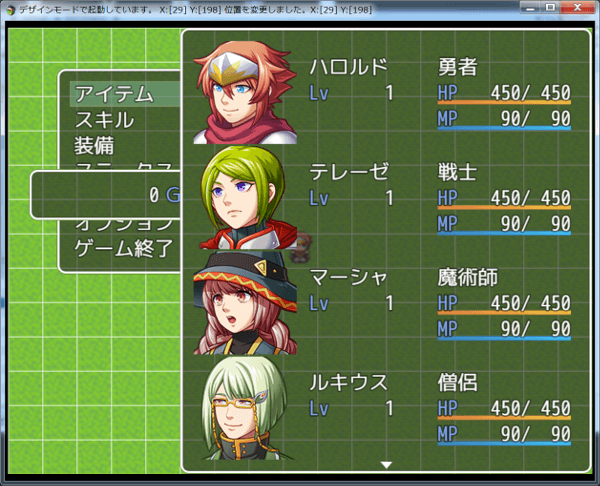 デザインモードで起動しています。 X:[29] Y:[198] 位置を変更しました。X:[29] Y:[198]
アイテム
スキル
装備
ステータス
0 G
オプション
ゲーム終了
ハロルド 勇者
Lv 1 HP 450/ 450
MP 90/ 90
テレーゼ 戦士
Lv 1 HP 450/ 450
MP 90/ 90
マーシャ 魔術師
Lv 1 HP 450/ 450
MP 90/ 90
ルキウス 僧侶
Lv 1 HP 450/ 450
MP 90/ 90